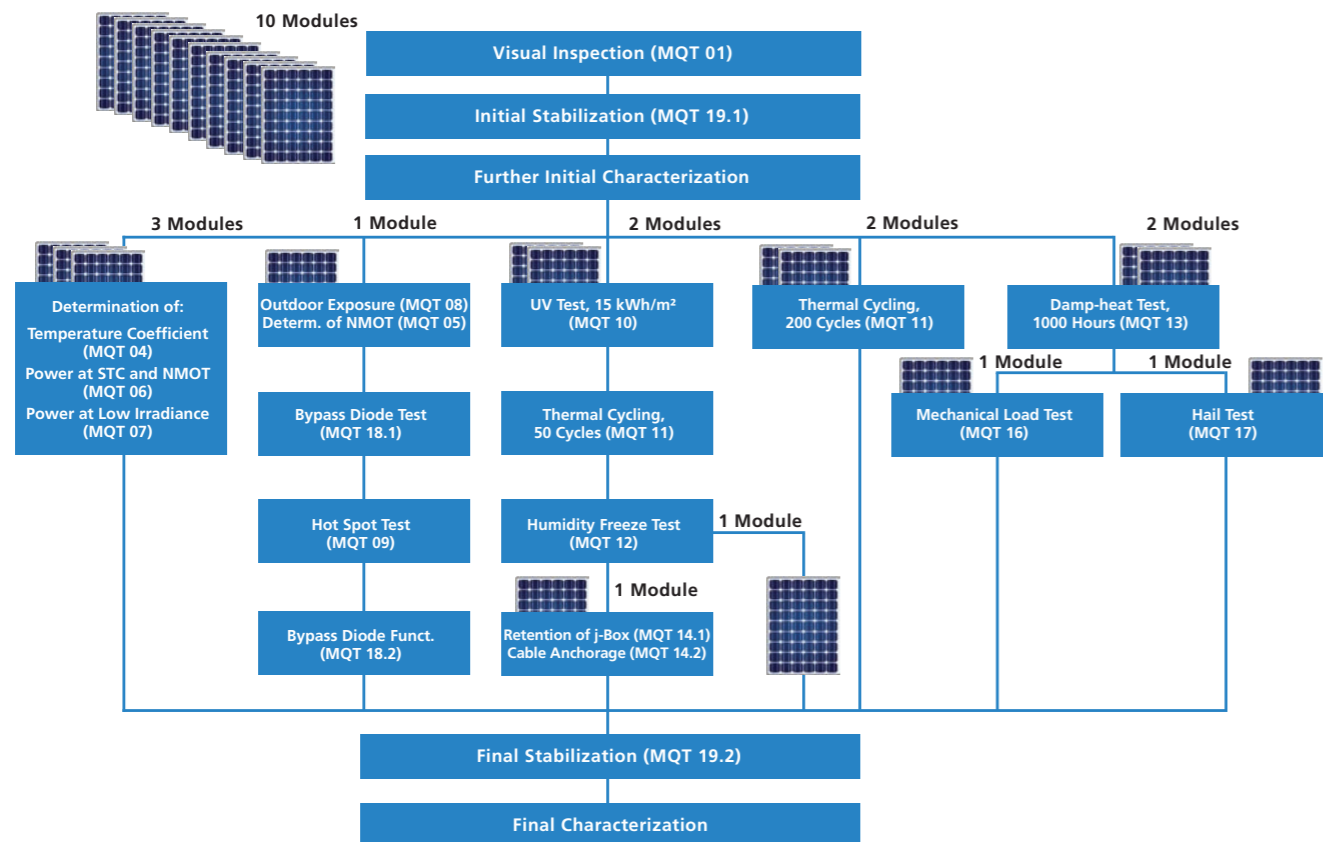 10 Modules
Visual Inspection (MQT 01)
Initial Stabilization (MQT 19.1)
Further Initial Characterization
3 Modules
1 Module
2 Modules
2 Modules
2 Modules
Determination of:
Temperature Coefficient
(MQT 04)
Power at STC and NMOT
(MQT 06)
Power at Low Irradiance
(MQT 07)
Outdoor Exposure (MQT 08)
Determ. of NMOT (MQT 05)
Bypass Diode Test
(MQT 18.1)
Hot Spot Test
(MQT 09)
Bypass Diode Funct.
(MQT 18.2)
UV Test, 15 kWh/m²
(MQT 10)
Thermal Cycling,
50 Cycles (MQT 11)
Humidity Freeze Test
(MQT 12)
1 Module
1 Module
Retention of j-Box (MQT 14.1)
Cable Anchorage (MQT 14.2)
Thermal Cycling,
200 Cycles (MQT 11)
Damp-heat Test,
1000 Hours (MQT 13)
1 Module
1 Module
Mechanical Load Test
(MQT 16)
Hail Test
(MQT 17)
Final Stabilization (MQT 19.2)
Final Characterization